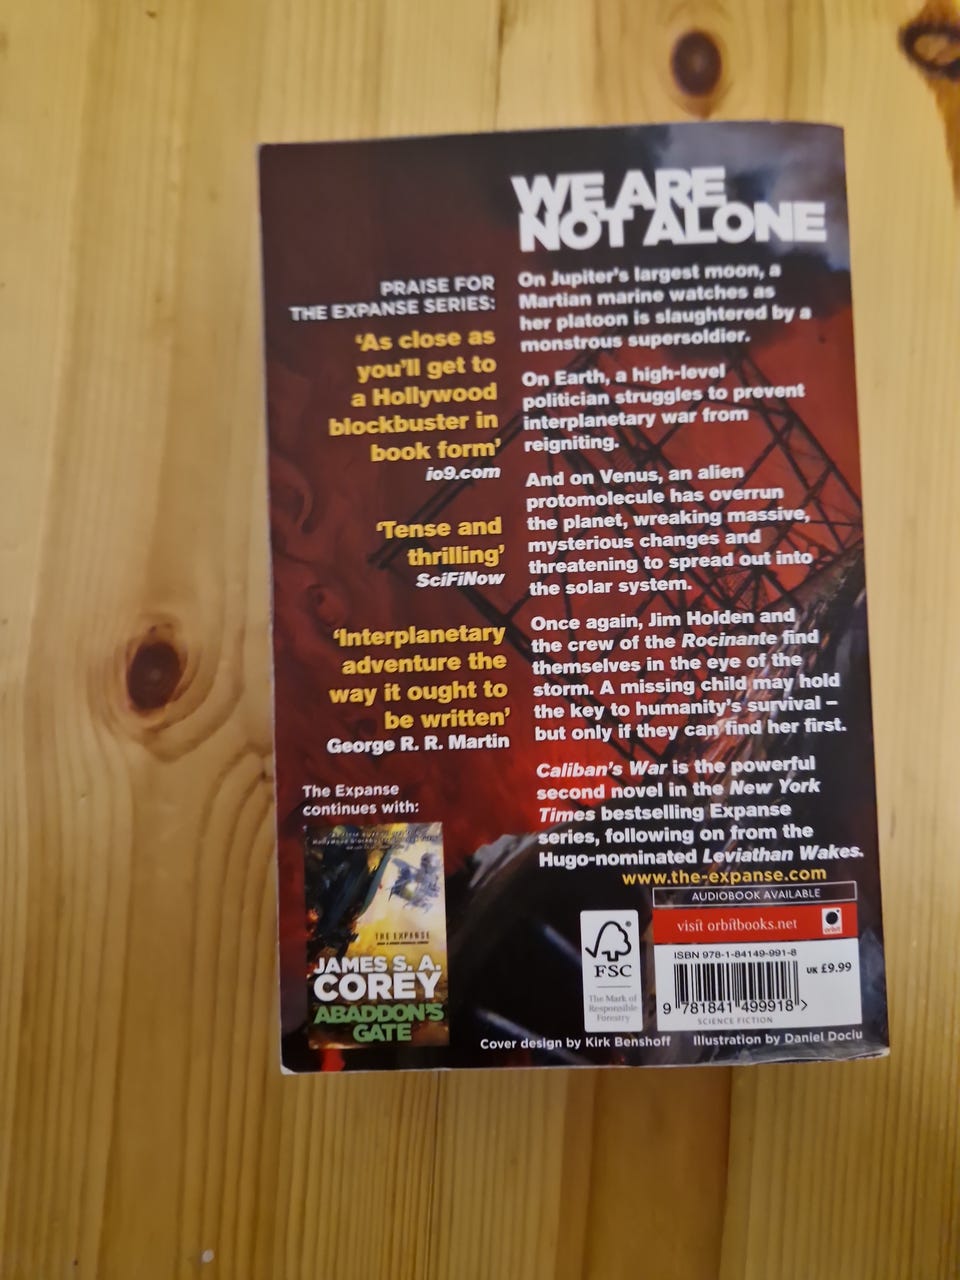 WE ARE
NOT ALONE
On Jupiter's largest moon, a
Martian marine watches as
her platoon is slaughtered by a
monstrous supersoldier.
On Earth, a high-level
politician struggles to prevent
interplanetary war from
reigniting.
And on Venus, an alien
protomolecule has overrun
the planet, wreaking massive,
mysterious changes and
threatening to spread out into
the solar system.
Once again, Jim Holden and
the crew of the Rocinante find
themselves in the eye of the
storm. A missing child may hold
the key to humanity's survival –
but only if they can find her first.
Caliban's War is the powerful
second novel in the New York
Times bestselling Expanse
series, following on from the
Hugo-nominated Leviathan Wakes.
www.the-expanse.com
PRAISE FOR
THE EXPANSE SERIES:
'As close as
you'll get to
a Hollywood
blockbuster in
book form'
io9.com
'Tense and
thrilling'
SciFiNow
'Interplanetary
adventure the
way it ought to
be written'
George R. R. Martin
The Expanse
continues with:
THE EXPANSE
JAMES S. A.
COREY
ABADDON'S
GATE
AUDIOBOOK AVAILABLE
visit orbitbooks.net
orbit
FSC
The Mark of
Responsible
Forestry
ISBN 978-1-84149-991-8
UK £9.99
9 781841 499918 >
SCIENCE FICTION
Cover design by Kirk Benshoff Illustration by Daniel Dociu